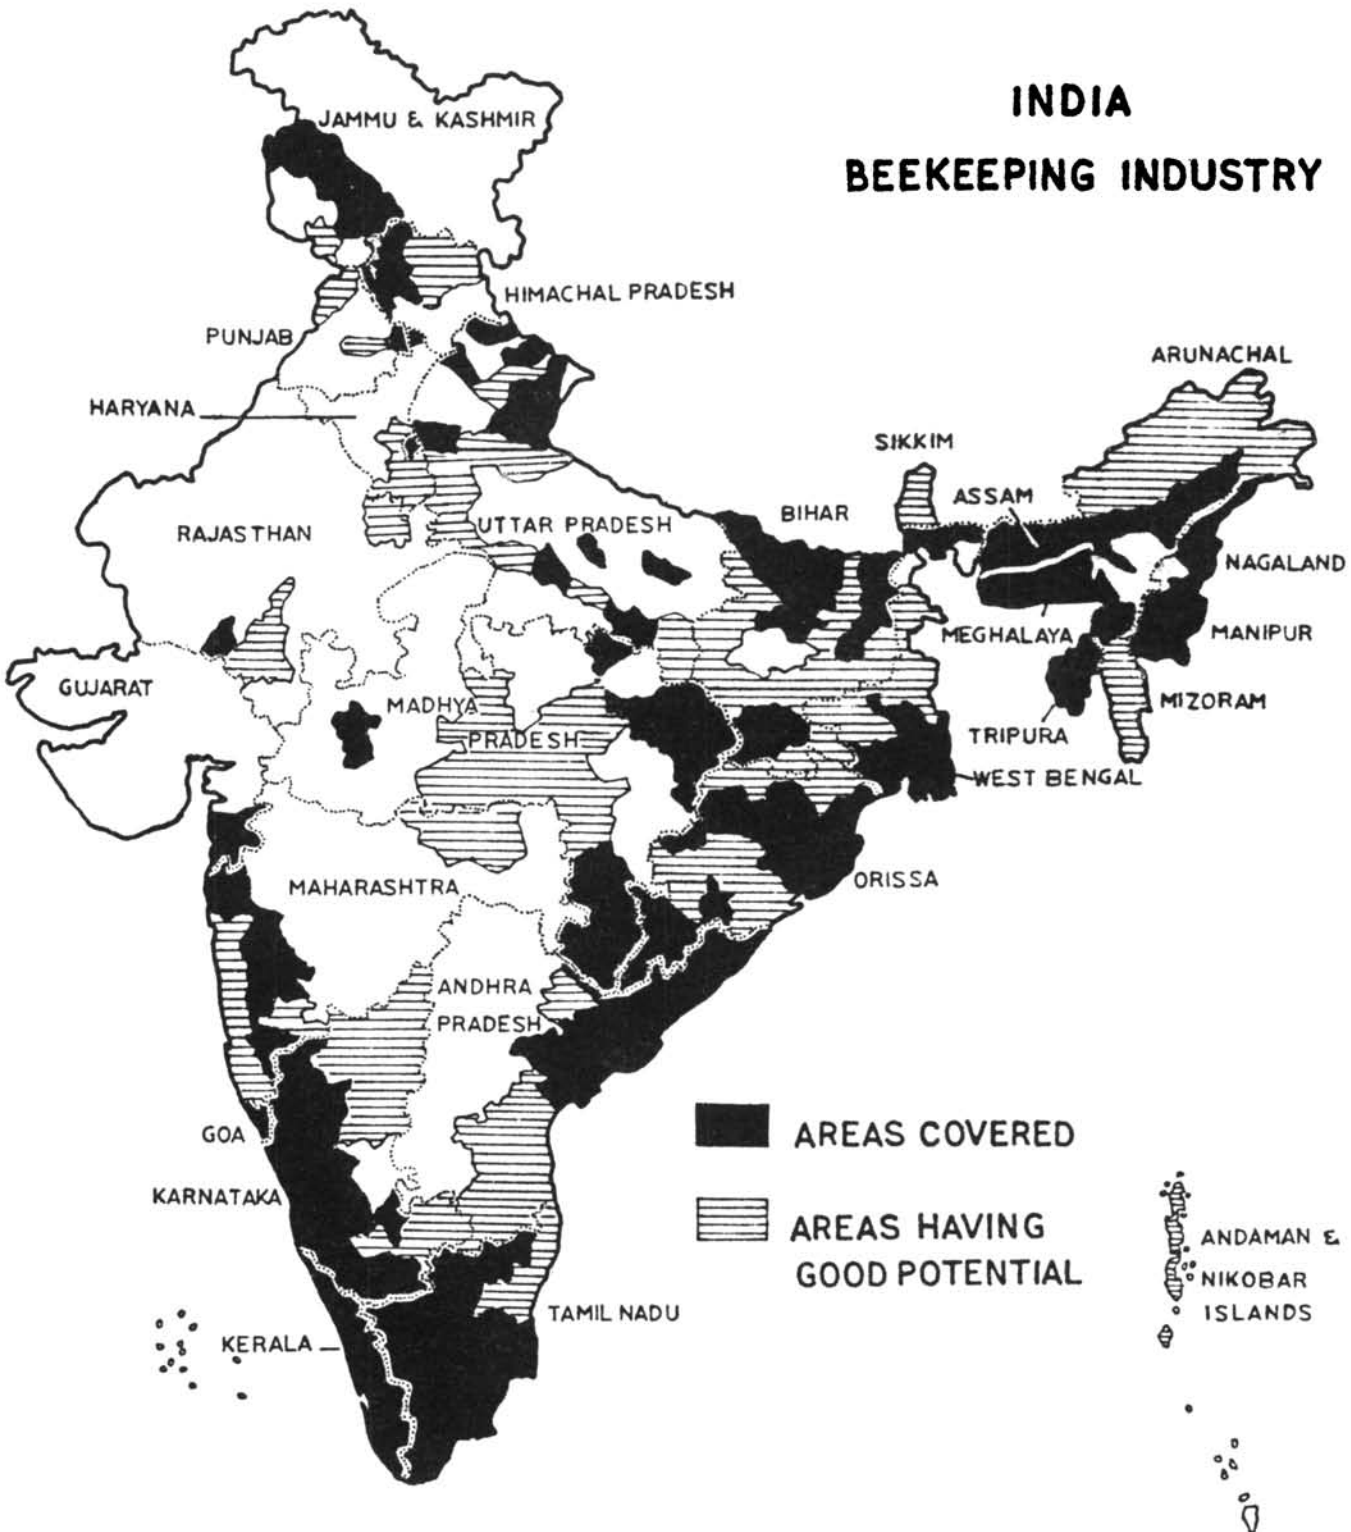 INDIA
BEEKEEPING INDUSTRY
JAMMU & KASHMIR
HIMACHAL PRADESH
PUNJAB
ARUNACHAL
HARYANA
SIKKIM
ASSAM
BIHAR
UTTAR PRADESH
RAJASTHAN
NAGALAND
MEGHALAYA
MANIPUR
GUJARAT
MADHYA
PRADESH
MIZORAM
TRIPURA
WEST BENGAL
MAHARASHTRA
ORISSA
ANDHRA
PRADESH
AREAS COVERED
GOA
KARNATAKA
AREAS HAVING
GOOD POTENTIAL
ANDAMAN &
NIKOBAR
ISLANDS
TAMIL NADU
KERALA